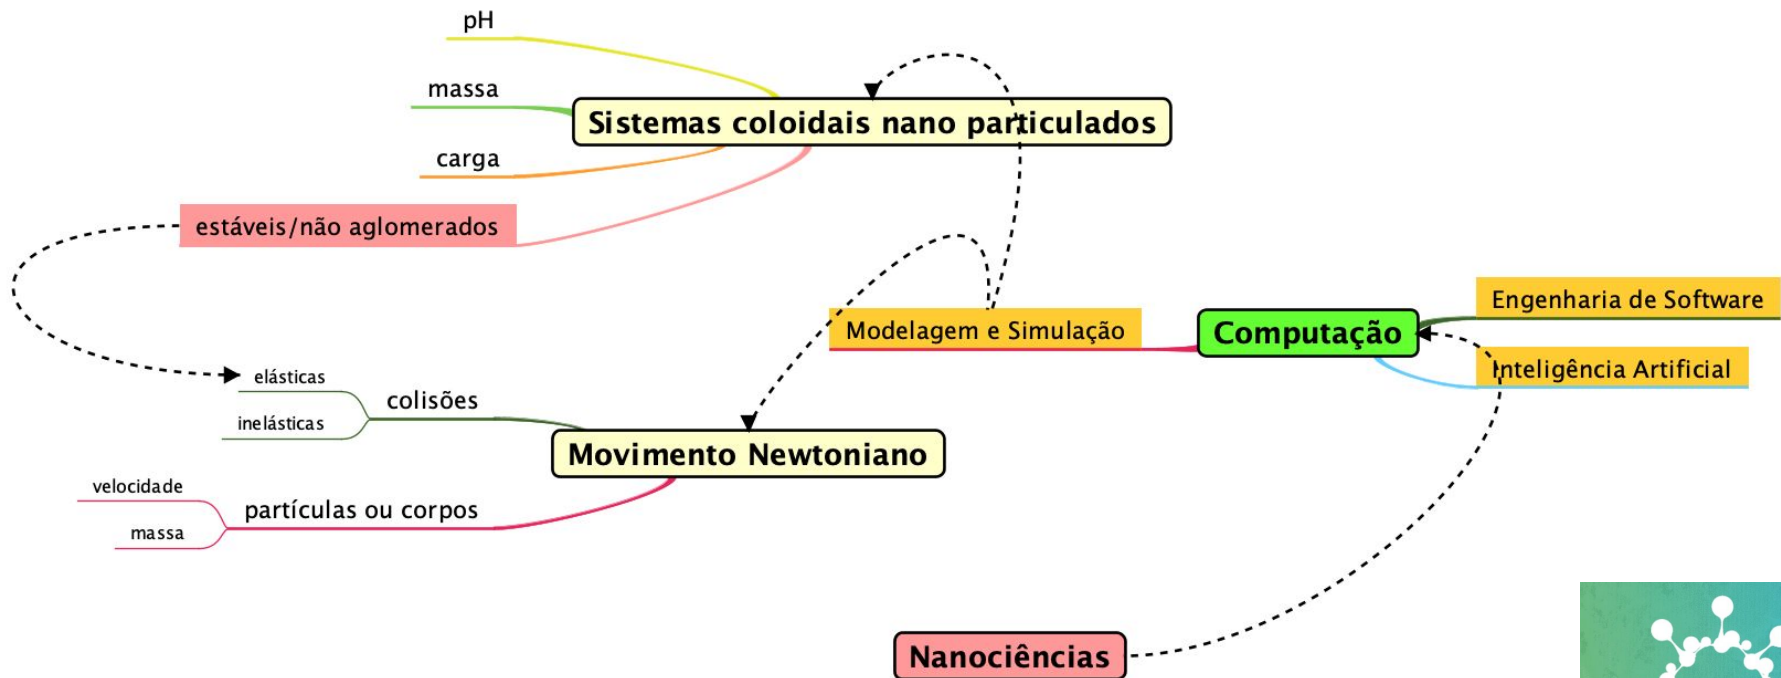 pH
massa
Sistemas coloidais nano particulados
carga
estáveis/não aglomerados
Engenharia de Software
Modelagem e Simulação
Computação
Inteligência Artificial
elásticas
colisões
inelásticas
Movimento Newtoniano
velocidade
partículas ou corpos
massa
Nanociências